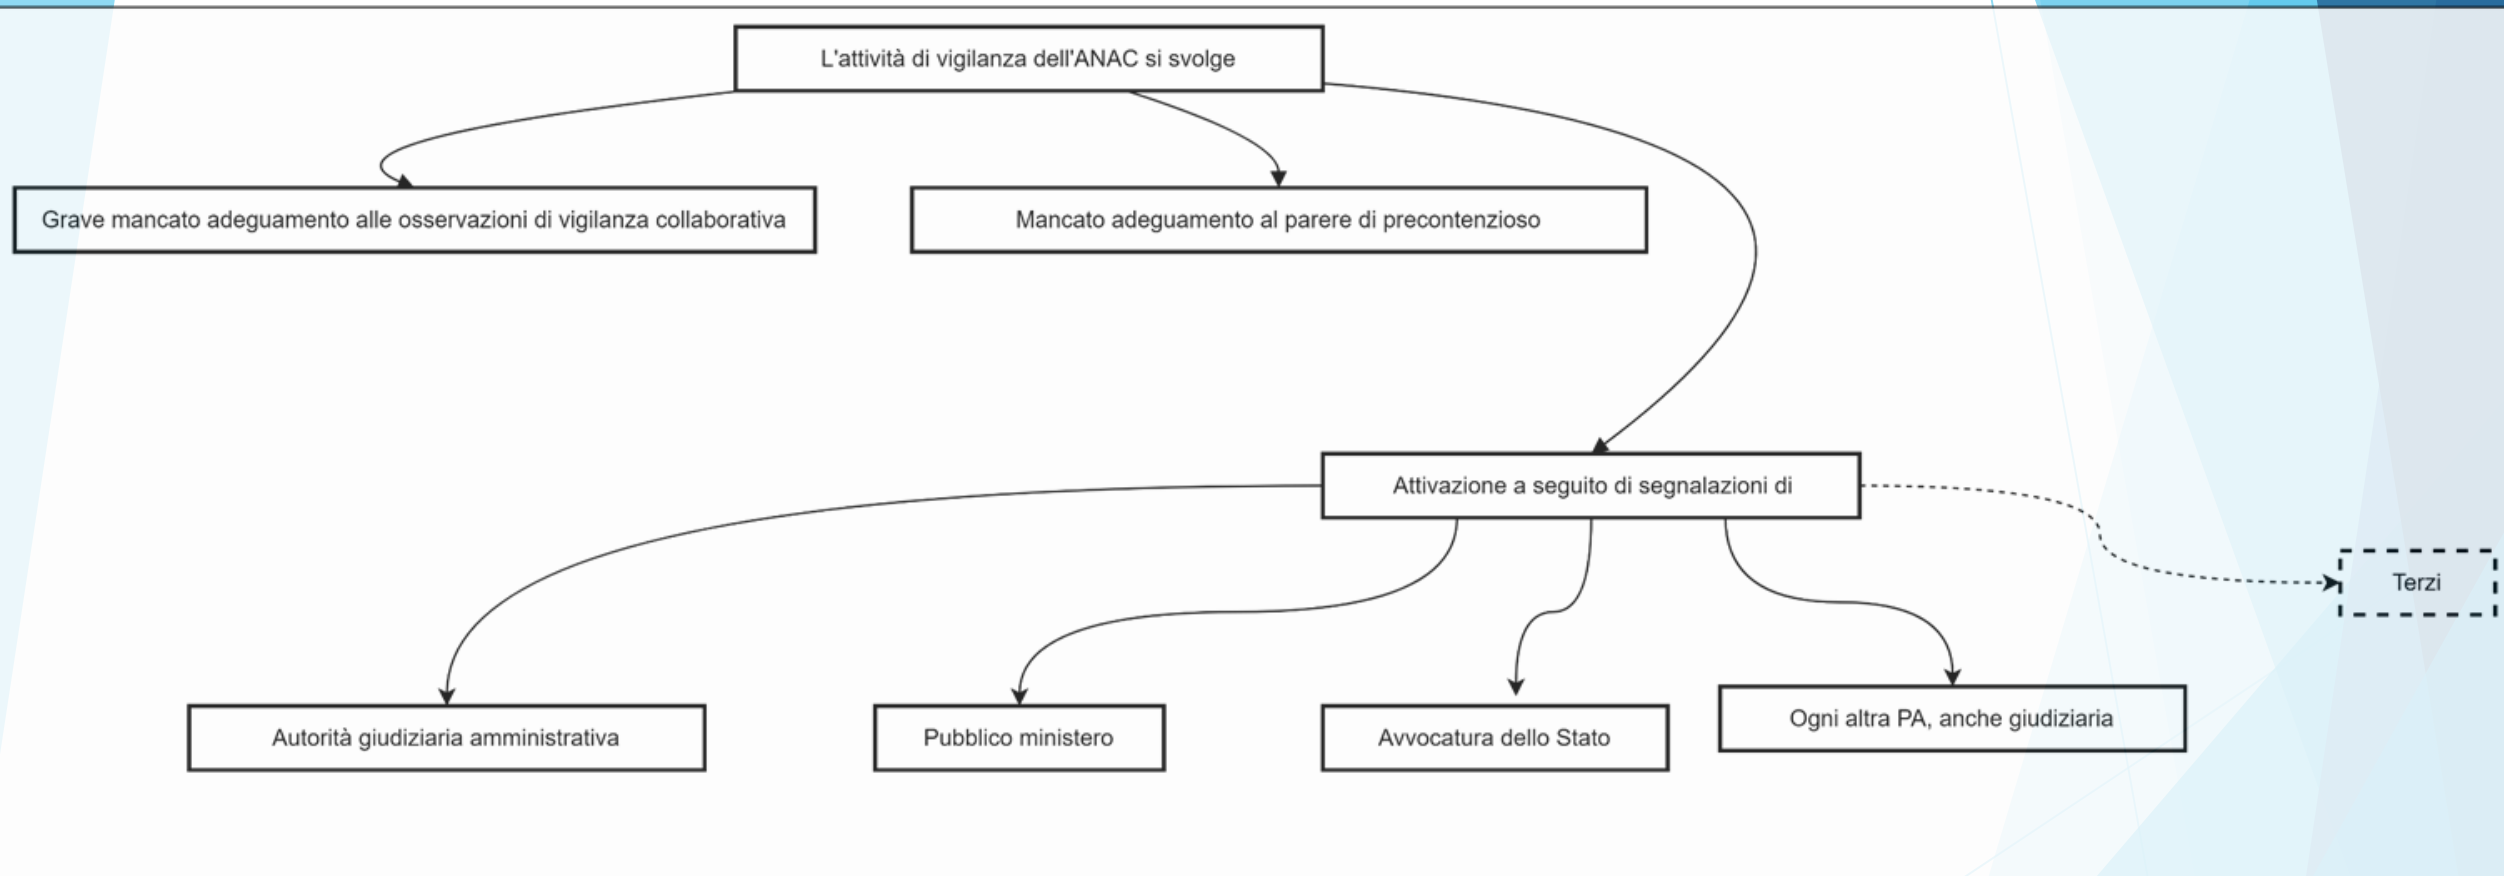 L'attività di vigilanza dell'ANAC si svolge
Grave mancato adeguamento alle osservazioni di vigilanza collaborativa
Mancato adeguamento al parere di precontenzioso
Attivazione a seguito di segnalazioni di
Terzi
Autorità giudiziaria amministrativa
Pubblico ministero
Avvocatura dello Stato
Ogni altra PA, anche giudiziaria